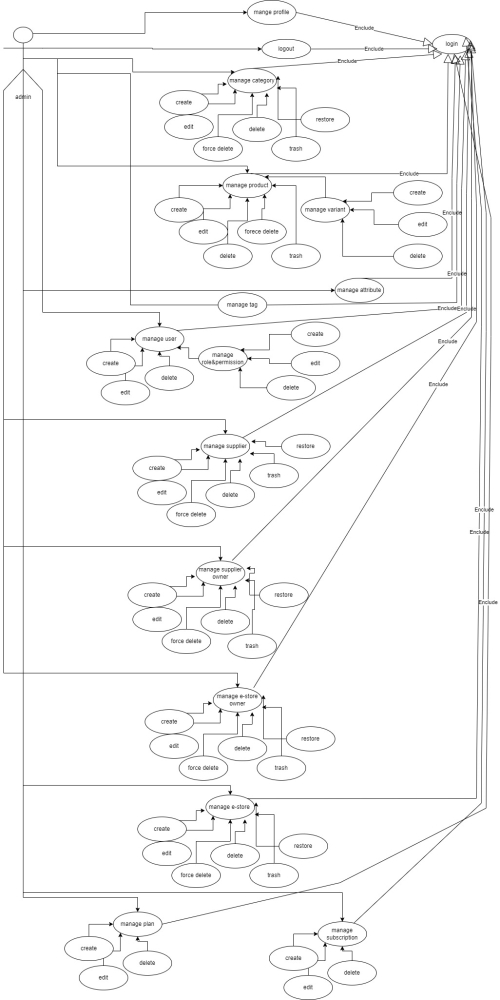 mange profile
Enclude
login
logout
Enclude
Enclude
manage category
admin
create
edit
force delete
delete
restore
trash
Enclude
manage product
create
edit
delete
forece delete
trash
manage variant
create
edit
delete
Enclude
Enclude
manage attribute
manage tag
Enclude
Enclude
manage user
create
edit
delete
manage
role&permission
create
edit
delete
Enclude
Enclude
manage supplier
restore
create
edit
force delete
delete
trash
Enclude
Enclude
manage supplier
owner
create
edit
force delete
delete
trash
restore
Enclude
manage e-store
owner
create
edit
force delete
delete
trash
restore
manage e-store
create
edit
force delete
delete
trash
restore
manage plan
create
edit
delete
manage
subscription
create
edit
delete